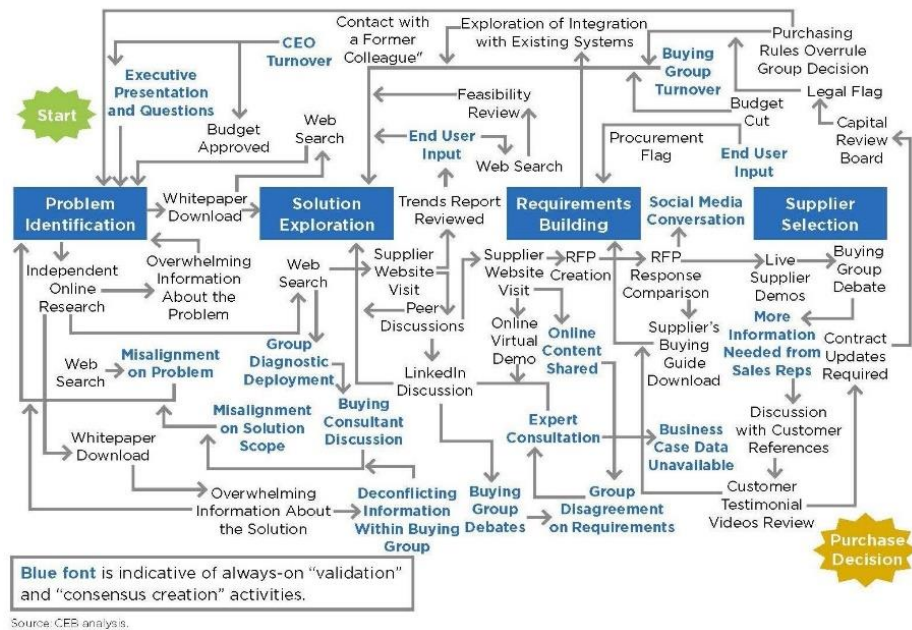 Contact with
a Former
Colleague"
Exploration of Integration
with Existing Systems
Purchasing
Rules Overrule
Group Decision
CEO
Turnover
Executive
Presentation
and Questions
Buying
Group
Turnover
Feasibility
Review
Legal Flag
Start
Budget
Approved
Web
Search
Budget
Cut
End User
Input
Web Search
Procurement
Flag
End User
Input
Capital
Review
Board
Problem
Identification
Whitepaper
Download
Solution
Exploration
Trends Report
Reviewed
Requirements
Building
Social Media
Conversation
Supplier
Selection
Independent
Online
Research
Overwhelming
Information
About the
Problem
Web
Search
Supplier
Website
Visit
Peer
Discussions
Supplier
Website
Visit
RFP
Creation
RFP
Response
Comparison
Live
Supplier
Demos
Buying
Group
Debate
Group
Diagnostic
Deployment
Online
Virtual
Demo
Online
Content
Shared
Supplier's
Buying
Guide
Download
More
Information
Needed from
Sales Reps
Contract
Updates
Required
Web
Search
Misalignment
on Problem
LinkedIn
Discussion
Misalignment
on Solution
Scope
Buying
Consultant
Discussion
Expert
Consultation
Business
Case Data
Unavailable
Discussion
with Customer
References
Whitepaper
Download
Overwhelming
Information About
the Solution
Deconflicting
Information
Within Buying
Group
Buying
Group
Debates
Group
Disagreement
on Requirements
Customer
Testimonial
Videos Review
Purchase
Decision
Blue font is indicative of always-on “validation”
and “consensus creation” activities.
Source: CEB analysis.